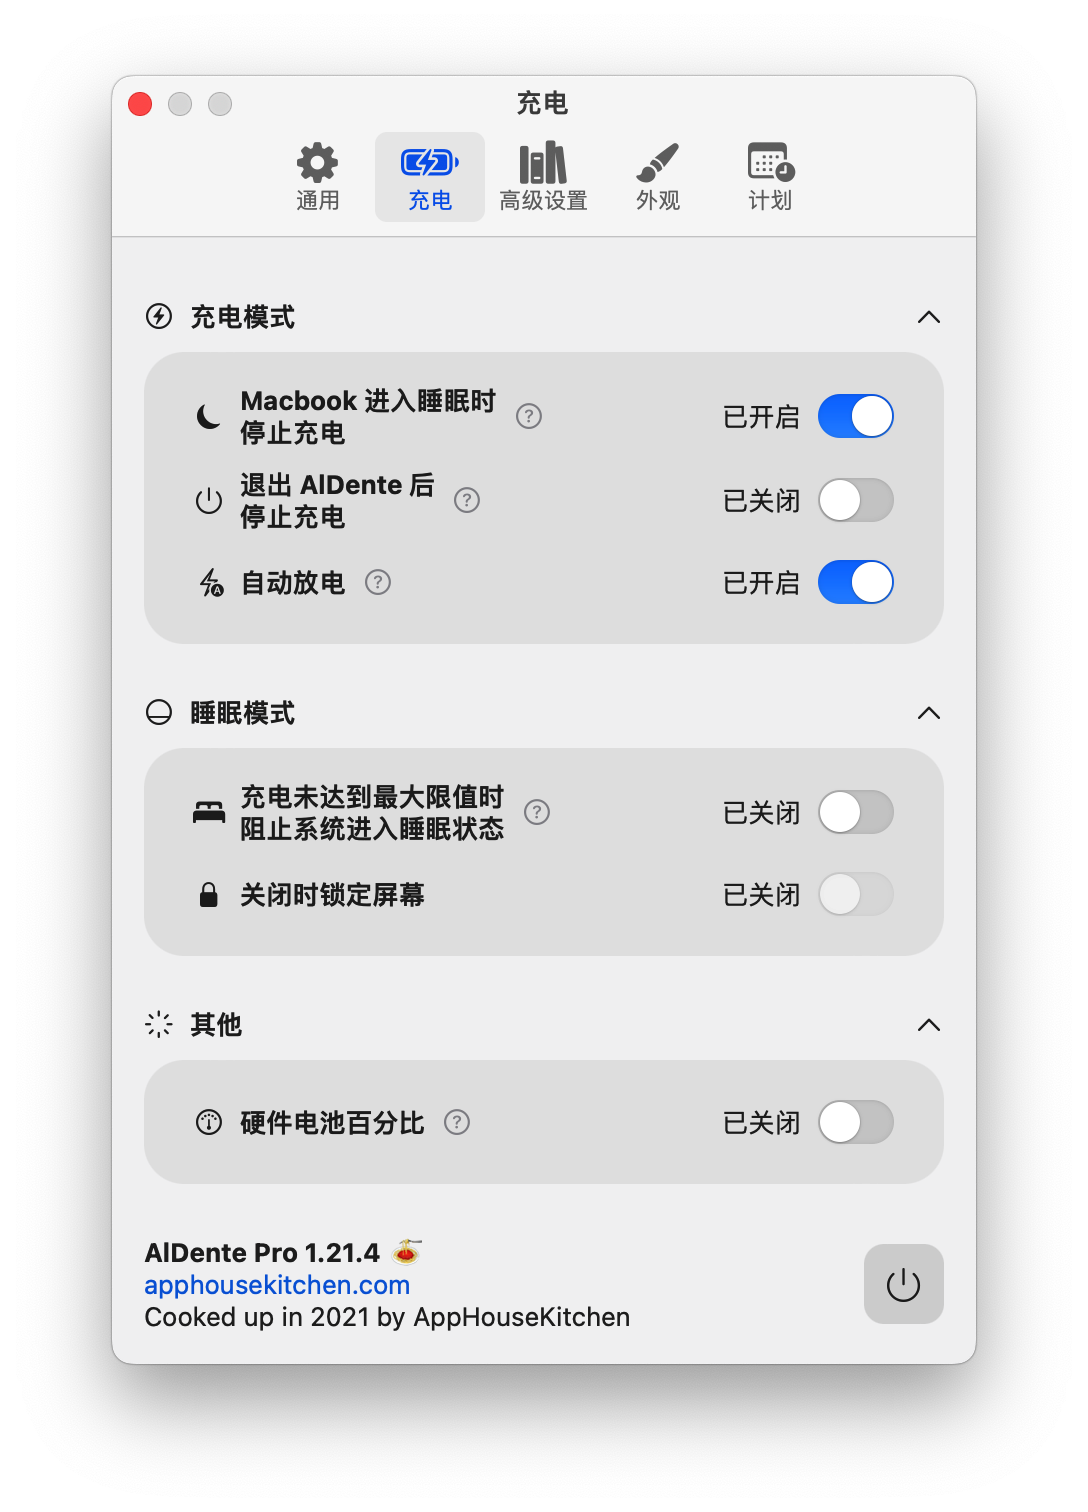 充电
通用
充电
高级设置
外观
计划
充电模式
Macbook 进入睡眠时
停止充电
?
已开启
退出 AlDente 后
停止充电
?
已关闭
自动放电
?
已开启
睡眠模式
充电未达到最大限值时
阻止系统进入睡眠状态
?
已关闭
关闭时锁定屏幕
已关闭
其他
硬件电池百分比
?
已关闭
AlDente Pro 1.21.4 🍝
apphousekitchen.com
Cooked up in 2021 by AppHouseKitchen